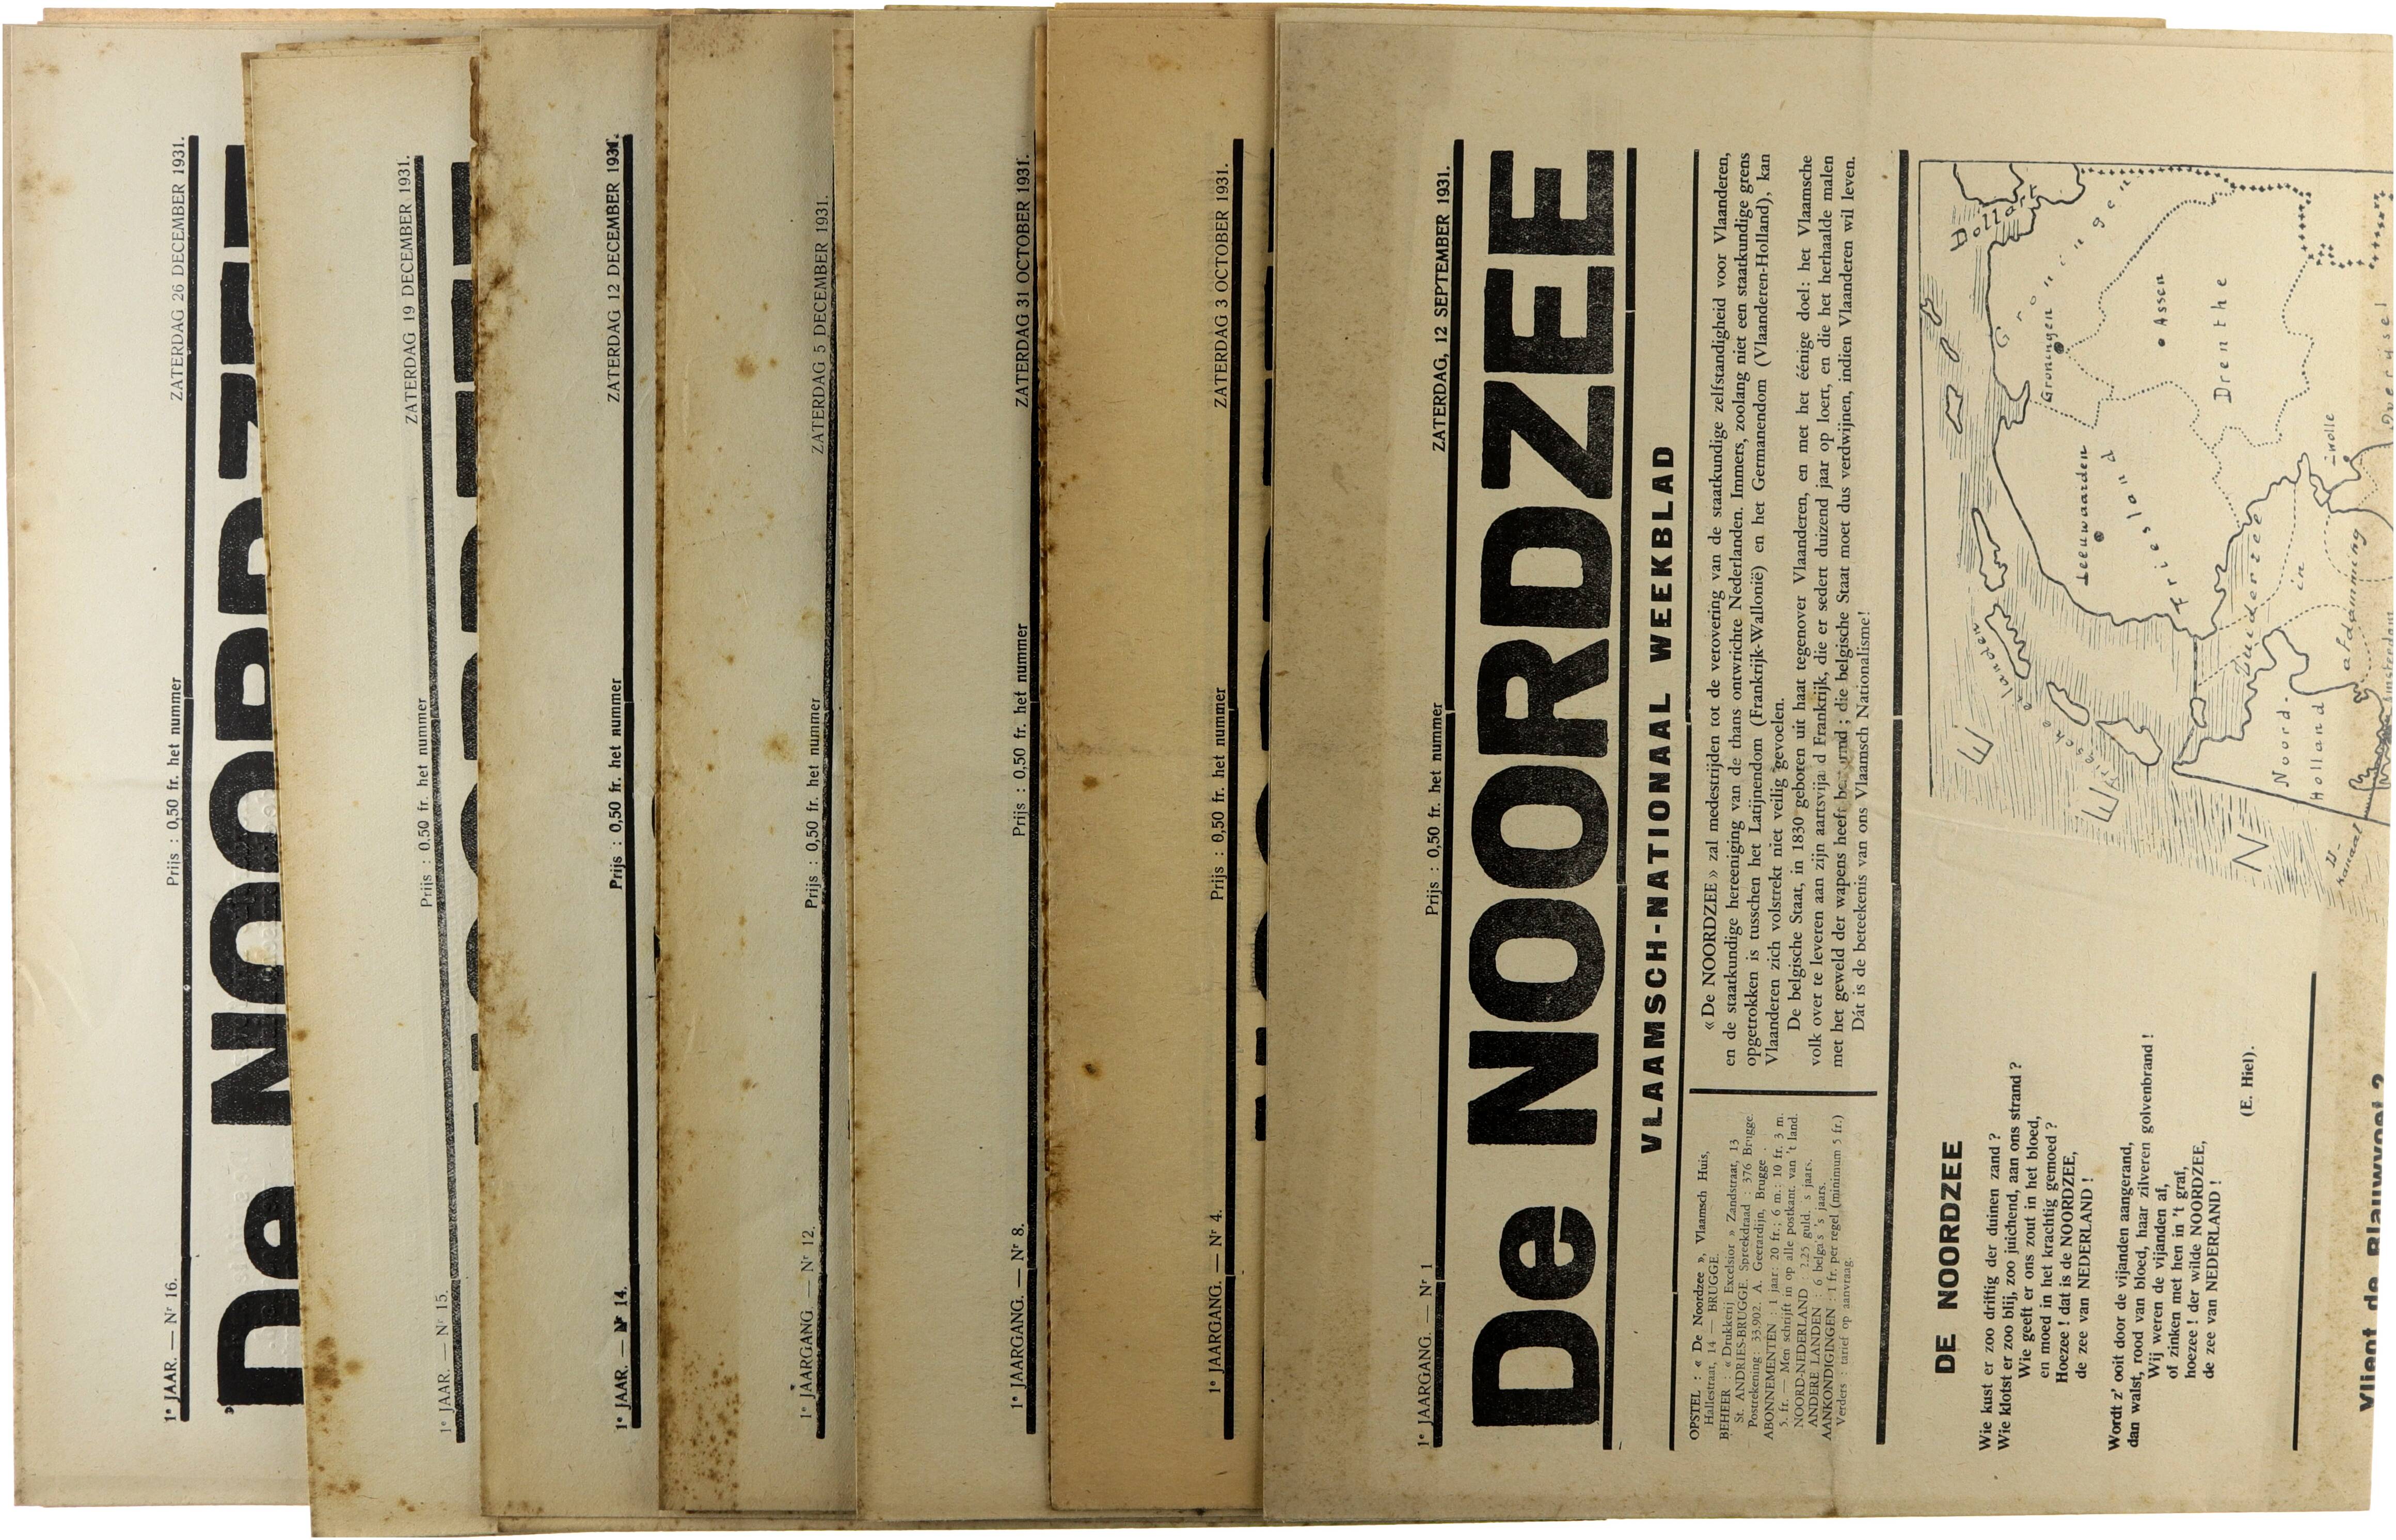 1e JAAR. — Nr 16.
Prijs : 0,50 fr. het nummer
ZATERDAG 26 DECEMBER 1931.
De NOORDZEE
1e JAAR. — Nr 15.
Prijs : 0,50 fr. het nummer
ZATERDAG 19 DECEMBER 1931.
1e JAAR. — Nr 14.
Prijs : 0,50 fr. het nummer
ZATERDAG 12 DECEMBER 1931.
1e JAARGANG. — Nr 12.
Prijs : 0,50 fr. het nummer
ZATERDAG 5 DECEMBER 1931.
1e JAARGANG. — Nr 8.
Prijs : 0,50 fr. het nummer
ZATERDAG 31 OCTOBER 1931.
1e JAARGANG. — Nr 4.
Prijs : 0,50 fr. het nummer
ZATERDAG 3 OCTOBER 1931.
1e JAARGANG. — Nr 1
Prijs : 0,50 fr. het nummer
ZATERDAG, 12 SEPTEMBER 1931.
De NOORDZEE
VLAAMSCH-NATIONAAL WEEKBLAD
OPSTEL : « De Noordzee », Vlaamsch Huis,
Hallestraat, 14 — BRUGGE.
BEHEER : « Drukkerij Excelsior » Zandstraat, 13
St. ANDRIES-BRUGGE. Spreekdraad : 376 Brugge.
Postrekening : 33.902. A. Geerardijn, Brugge.
ABONNEMENTEN : 1 jaar: 20 fr.; 6 m.: 10 fr. 3 m.
5. fr. — Men schrijft in op alle postkant. van 't land.
NOORD-NEDERLAND : 2.25 guld. 's jaars.
ANDERE LANDEN : 6 belga's 's jaars.
AANKONDIGINGEN : 1 fr. per regel (minimum 5 fr.)
Verders : tarief op aanvraag.
« De NOORDZEE » zal medestrijden tot de verovering van de staatkundige zelfstandigheid voor Vlaanderen,
en de staatkundige hereeniging van de thans ontwrichte Nederlanden. Immers, zoolang niet een staatkundige grens
opgetrokken is tusschen het Latijnendom (Frankrijk-Wallonië) en het Germanendom (Vlaanderen-Holland), kan
Vlaanderen zich volstrekt niet veilig gevoelen.
De belgische Staat, in 1830 geboren uit haat tegenover Vlaanderen, en met het éénige doel: het Vlaamsche
volk over te leveren aan zijn aartsvijand Frankrijk, die er sedert duizend jaar op loert, en die het herhaalde malen
met het geweld der wapens heeft ; die belgische Staat moet dus verdwijnen, indien Vlaanderen wil leven.
Dát is de beteekenis van ons Vlaamsch Nationalisme!
DE NOORDZEE
Wie kust er zoo driftig der duinen zand ?
Wie klotst er zoo blij, zoo juichend, aan ons strand ?
Wie geeft er ons zout in het bloed,
en moed in het krachtig gemoed ?
Hoezee ! dat is de NOORDZEE,
de zee van NEDERLAND !
Wordt z' ooit door de vijanden aangerand,
dan walst, rood van bloed, haar zilveren golvenbrand !
Wij weren de vijanden af,
of zinken met hen in 't graf,
hoezee ! der wilde NOORDZEE,
de zee van NEDERLAND !
(E. Hiel).
Vliegt de Blauwvoet ?
Groningen
Assen
Drenthe
Leeuwaarden
Friesland
Zwolle
Overijsel
Zuiderzee
in
afdamming
Noord-
Holland
Friesche
Eilanden
Dollard
Amsterdam
IJ-
kanaal
N